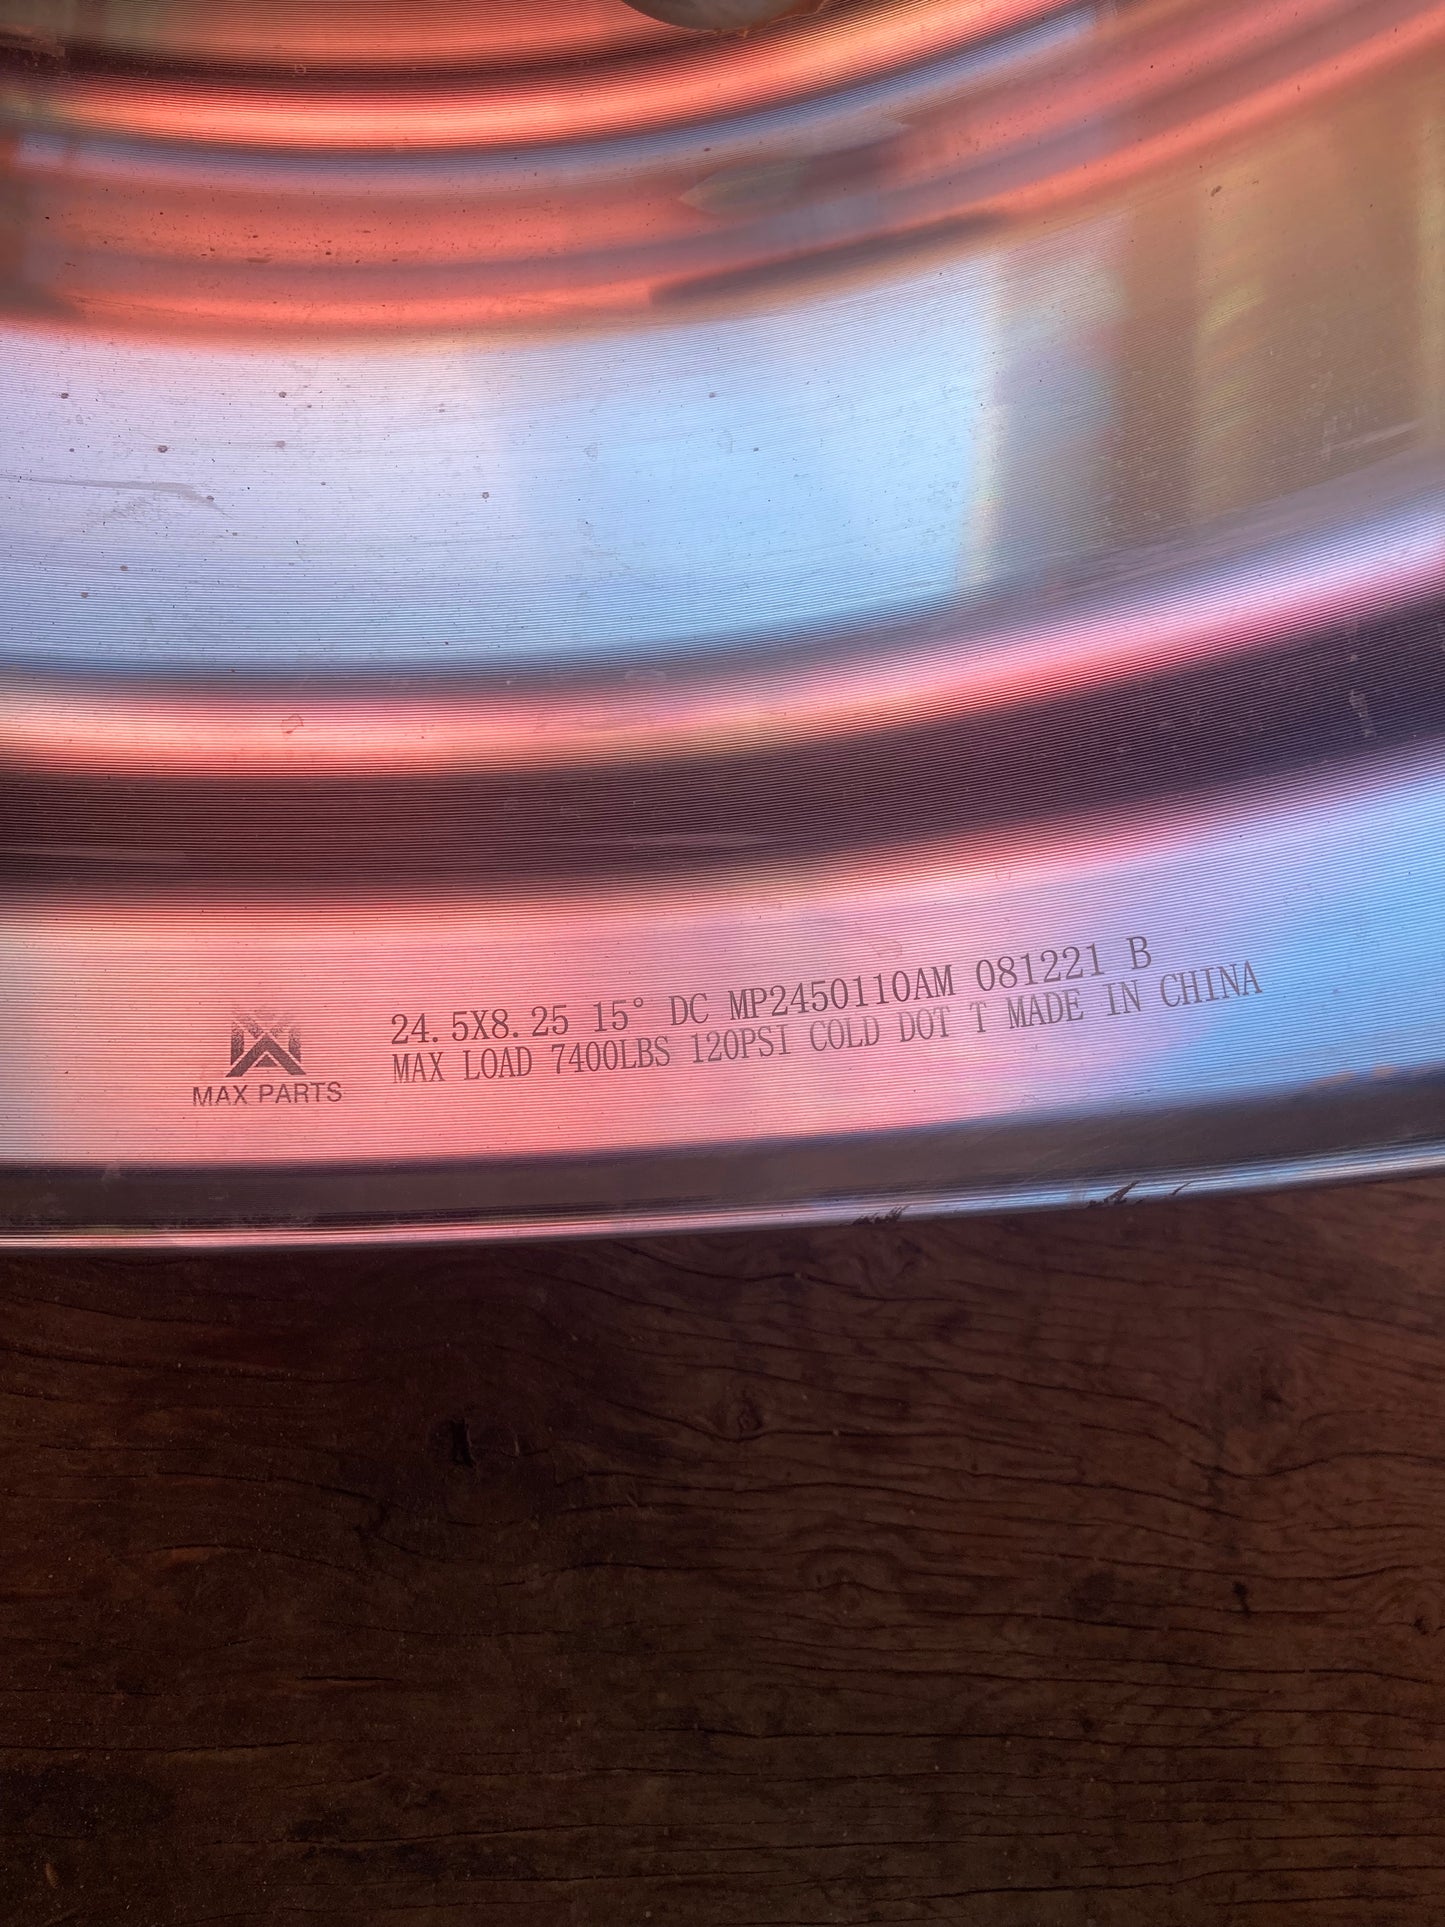 24.5X8.25 15° DC MP2450110AM 081221 B
MAX LOAD 7400LBS 120PSI COLD DOT T MADE IN CHINA
MAX PARTS